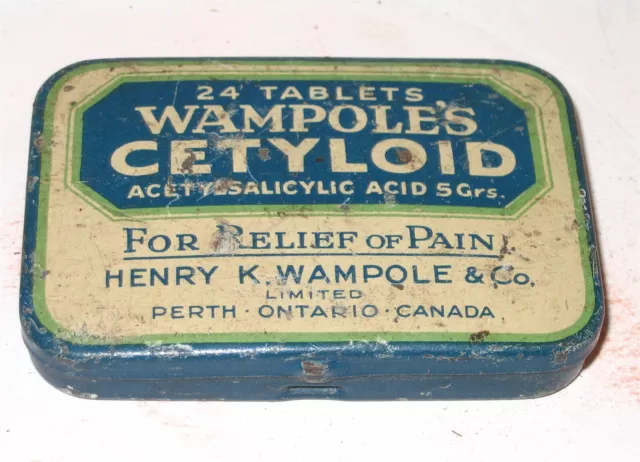 24 TABLETS
WAMPOLE'S
CETYLOID
ACETYLSALICYLIC ACID 5 Grs.
FOR RELIEF OF PAIN
HENRY K. WAMPOLE & Co.
LIMITED
PERTH · ONTARIO · CANADA